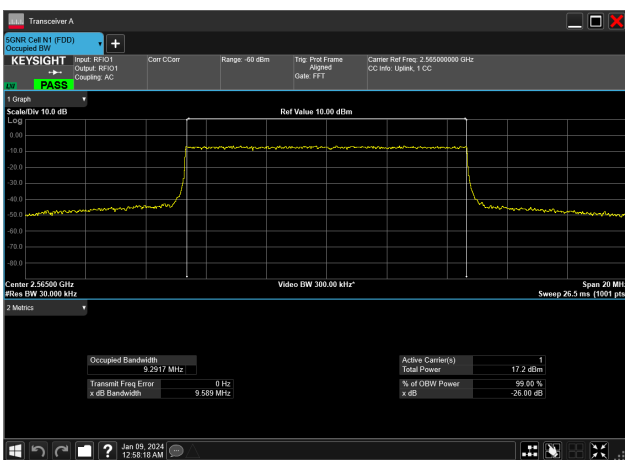 Transceiver A
5GNR Cell N1 (FDD)
Occupied BW
+
KEYSIGHT
Input: RFIO1
Output: RFIO1
Coupling: AC
Corr CCorr
Range: -60 dBm
Trig: Prot Frame
Aligned
Gate: FFT
Carrier Ref Freq: 2.565000000 GHz
CC Info: Uplink, 1 CC
PASS
1 Graph
Scale/Div 10.0 dB
Ref Value 10.00 dBm
Log
0.00
-10.0
-20.0
-30.0
-40.0
-50.0
-60.0
-70.0
-80.0
Center 2.56500 GHz
#Res BW 30.000 kHz
Video BW 300.00 kHz*
Span 20 MH
Sweep 26.5 ms (1001 pts
2 Metrics
Occupied Bandwidth
9.2917 MHz
Transmit Freq Error 0 Hz
x dB Bandwidth 9.589 MHz
Active Carrier(s) 1
Total Power 17.2 dBm
% of OBW Power 99.00 %
x dB -26.00 dB
?
Jan 09, 2024
12:58:18 AM